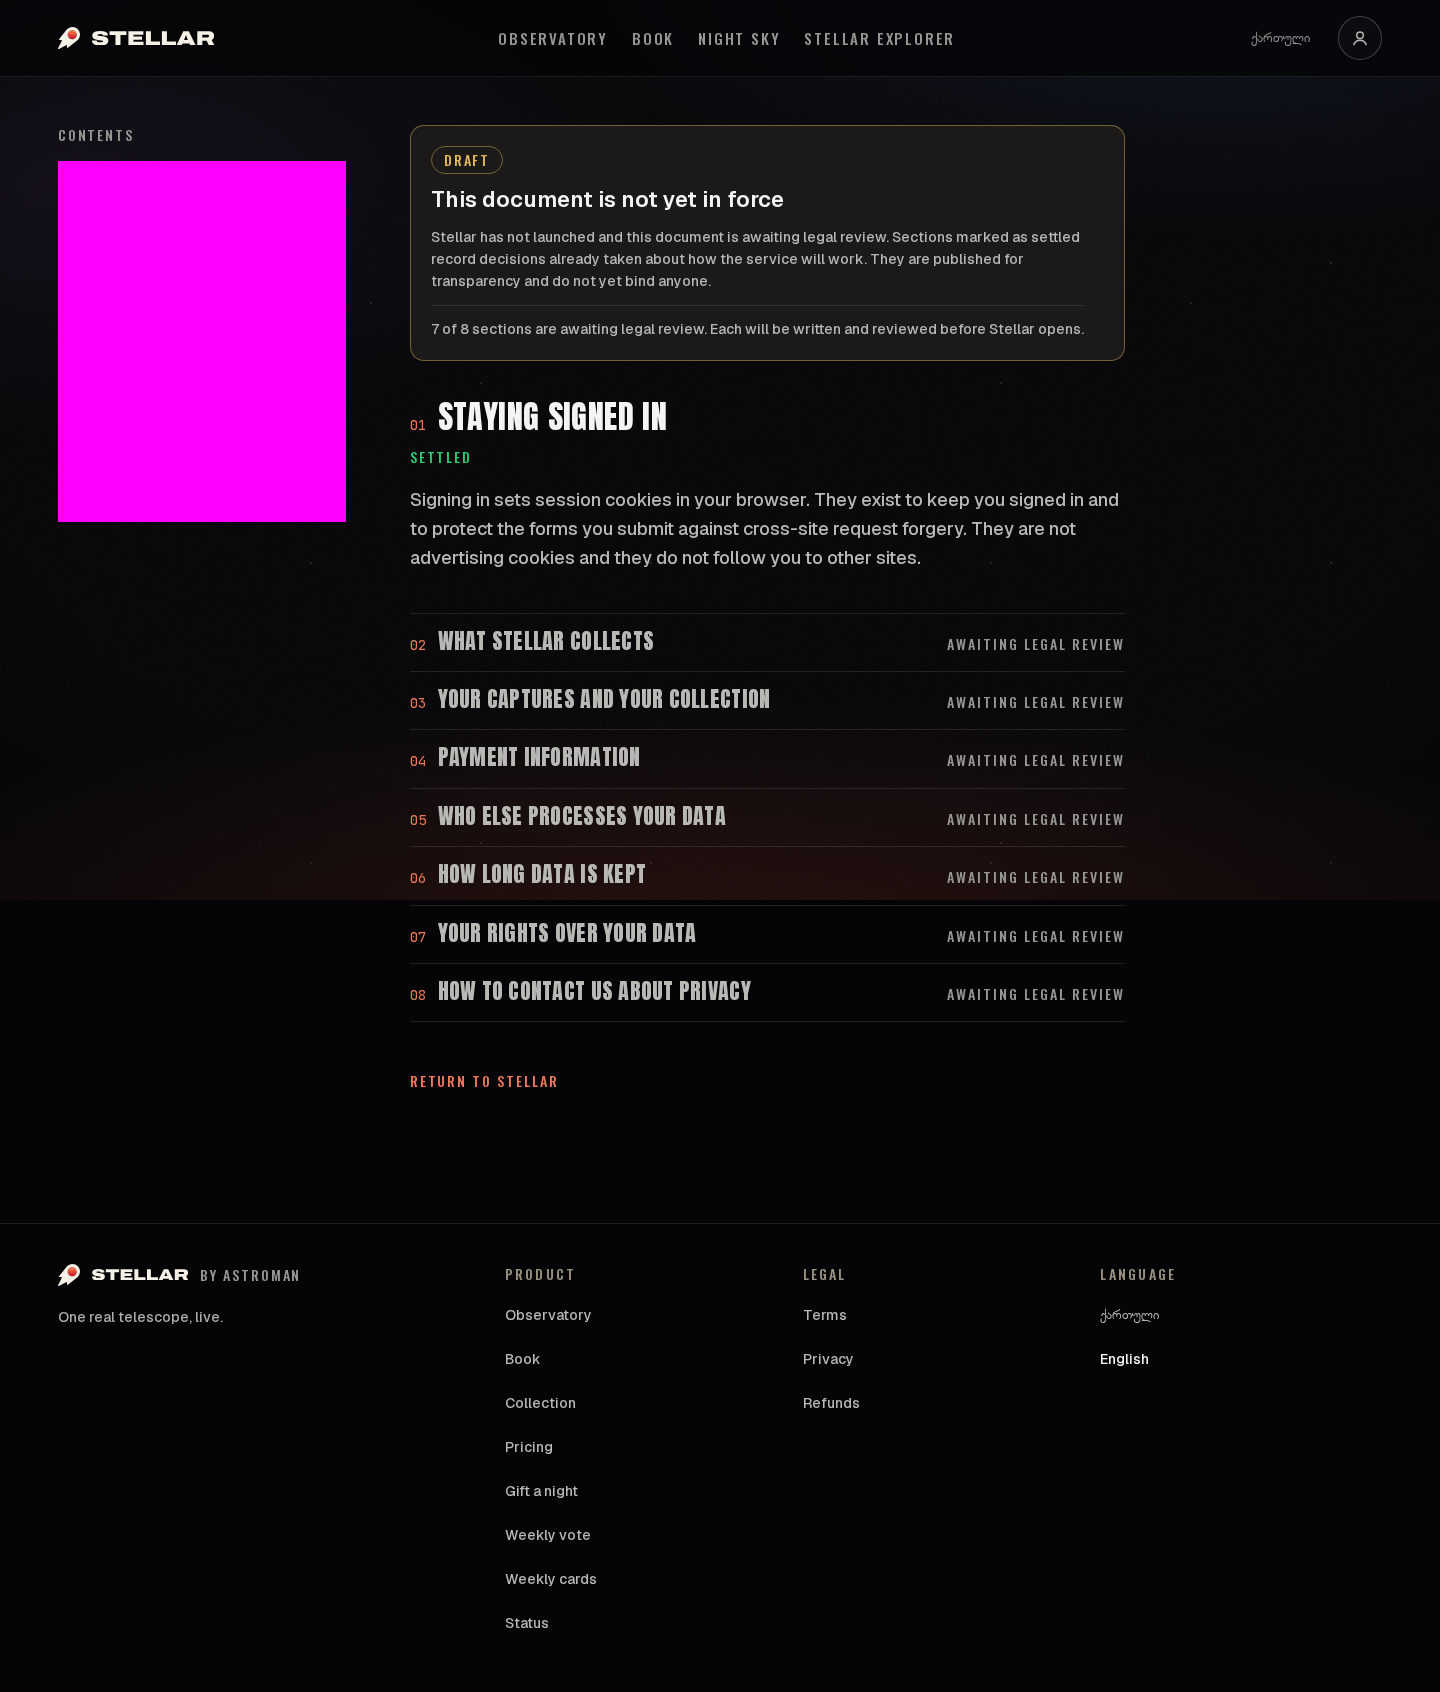 STELLAR
OBSERVATORY
BOOK
NIGHT SKY
STELLAR EXPLORER
ქართული
CONTENTS
DRAFT
This document is not yet in force
Stellar has not launched and this document is awaiting legal review. Sections marked as settled
record decisions already taken about how the service will work. They are published for
transparency and do not yet bind anyone.
7 of 8 sections are awaiting legal review. Each will be written and reviewed before Stellar opens.
01 STAYING SIGNED IN
SETTLED
Signing in sets session cookies in your browser. They exist to keep you signed in and
to protect the forms you submit against cross-site request forgery. They are not
advertising cookies and they do not follow you to other sites.
02 WHAT STELLAR COLLECTS AWAITING LEGAL REVIEW
03 YOUR CAPTURES AND YOUR COLLECTION AWAITING LEGAL REVIEW
04 PAYMENT INFORMATION AWAITING LEGAL REVIEW
05 WHO ELSE PROCESSES YOUR DATA AWAITING LEGAL REVIEW
06 HOW LONG DATA IS KEPT AWAITING LEGAL REVIEW
07 YOUR RIGHTS OVER YOUR DATA AWAITING LEGAL REVIEW
08 HOW TO CONTACT US ABOUT PRIVACY AWAITING LEGAL REVIEW
RETURN TO STELLAR
STELLAR BY ASTROMAN
One real telescope, live.
PRODUCT
Observatory
Book
Collection
Pricing
Gift a night
Weekly vote
Weekly cards
Status
LEGAL
Terms
Privacy
Refunds
LANGUAGE
ქართული
English